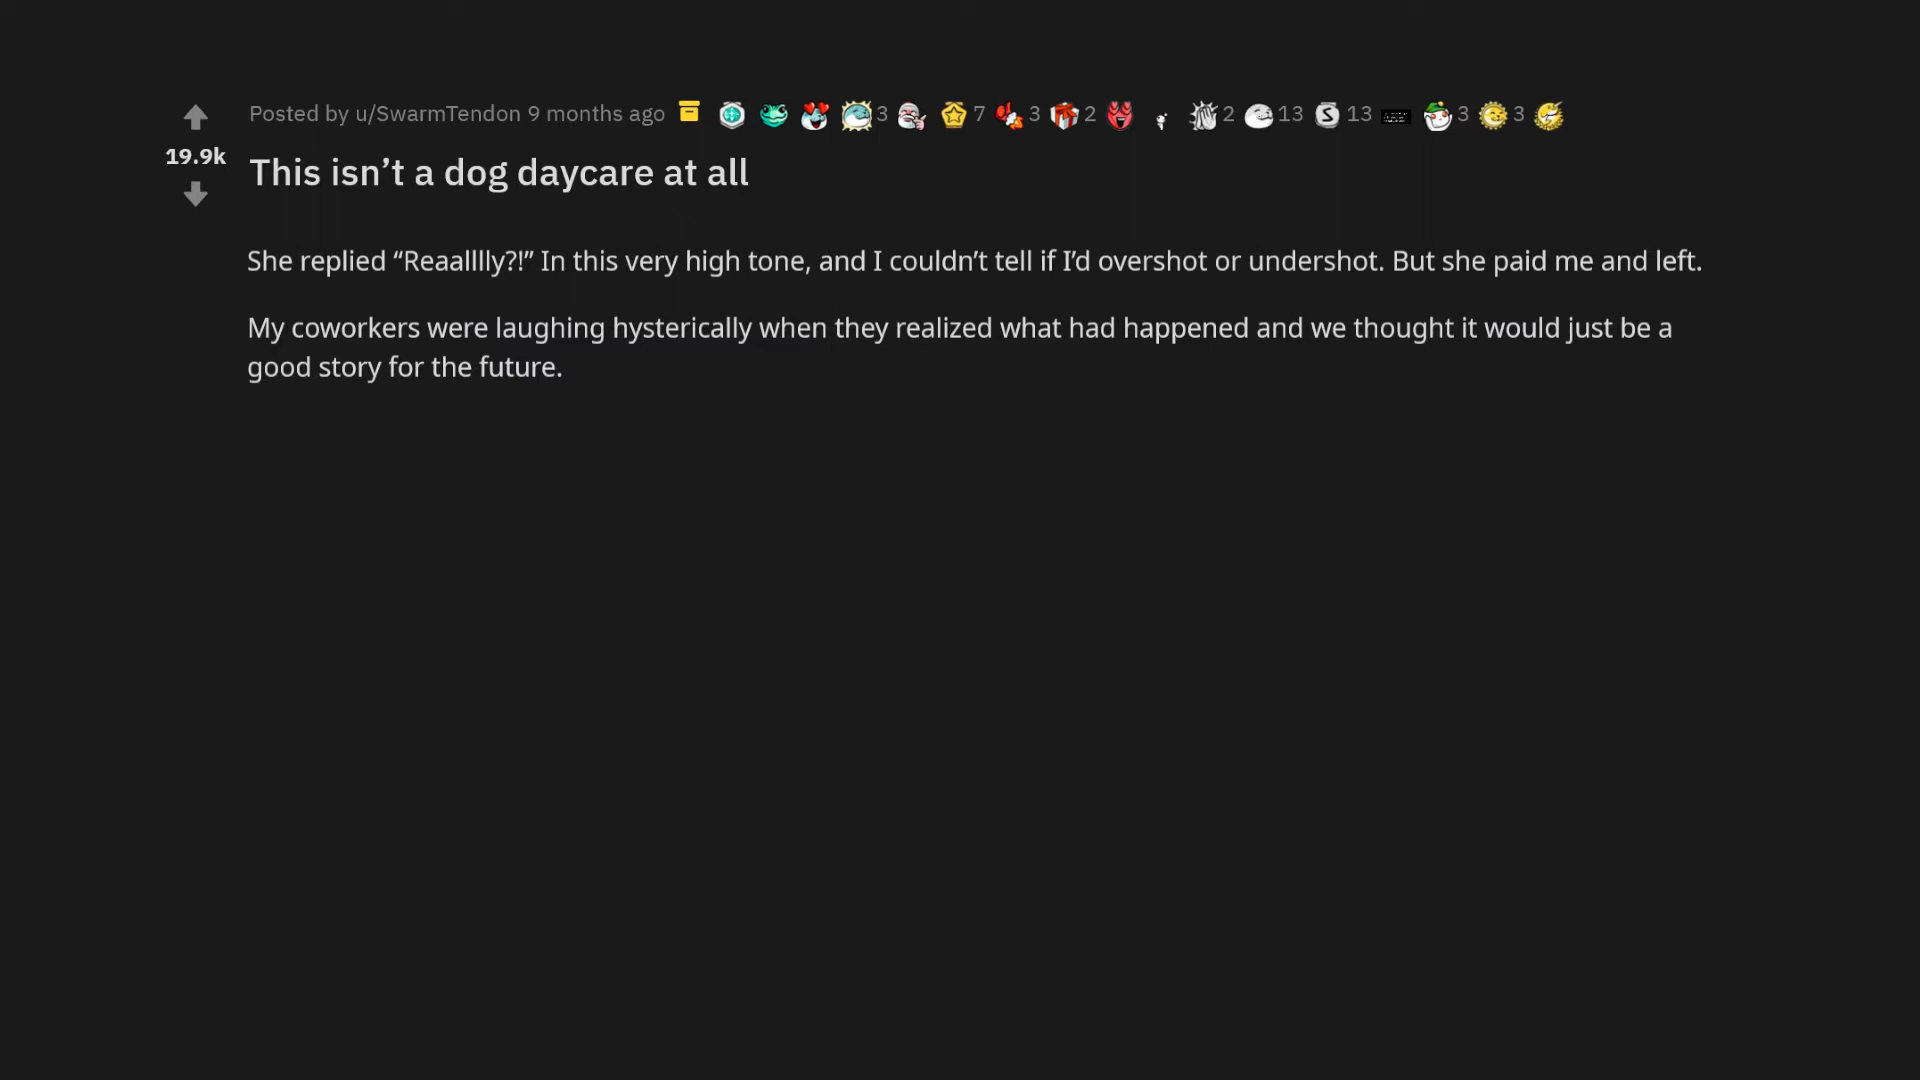 Posted by u/SwarmTendon 9 months ago 3 7 3 2 2 13 13 3 3
19.9k
This isn’t a dog daycare at all
She replied “Reaalllly?!” In this very high tone, and I couldn’t tell if I’d overshot or undershot. But she paid me and left.
My coworkers were laughing hysterically when they realized what had happened and we thought it would just be a
good story for the future.